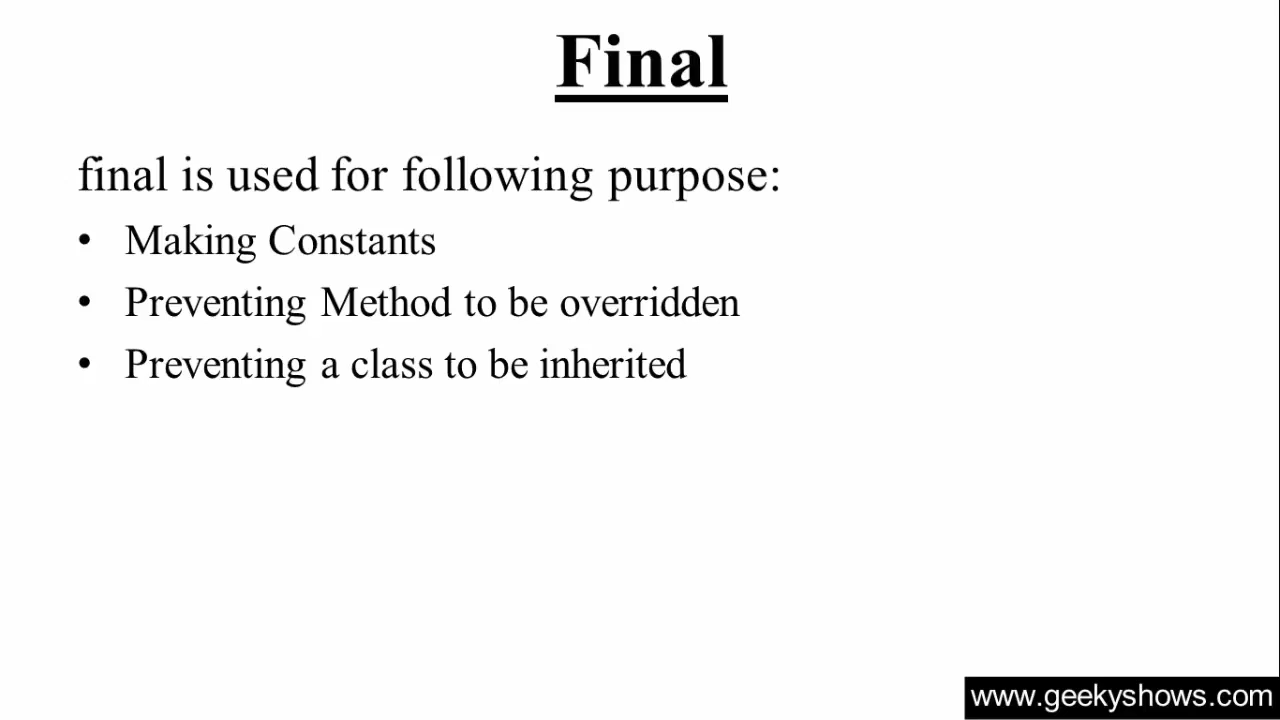 Final
final is used for following purpose:
• Making Constants
• Preventing Method to be overridden
• Preventing a class to be inherited
www.geekyshows.com